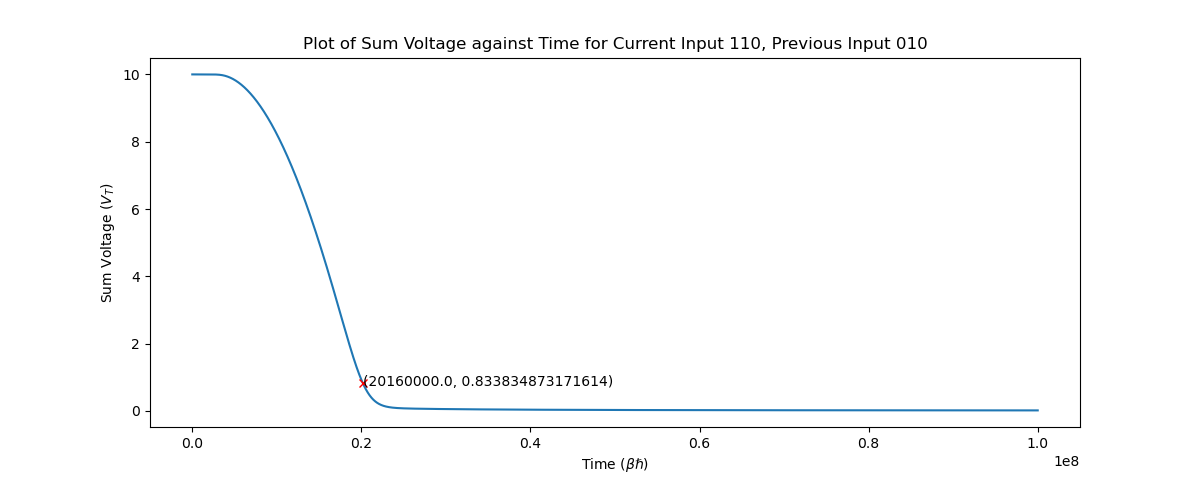 Plot of Sum Voltage against Time for Current Input 110, Previous Input 010
10
8
6
4
2
0
Sum Voltage (V_T)
(20160000.0, 0.833834873171614)
0.0 0.2 0.4 0.6 0.8 1.0
1e8
Time (βℏ)